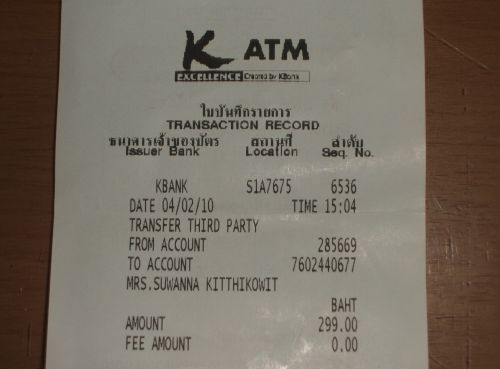 K ATM
EXCELLENCE Created by KBank
ใบบันทึกรายการ
TRANSACTION RECORD
ธนาคารเจ้าของบัตร สถานที่ ลำดับ
Issuer Bank Location Seq. No.
KBANK S1A7675 6536
DATE 04/02/10 TIME 15:04
TRANSFER THIRD PARTY
FROM ACCOUNT 285669
TO ACCOUNT 7602440677
MRS.SUWANNA KITTHIKOWIT
BAHT
AMOUNT 299.00
FEE AMOUNT 0.00